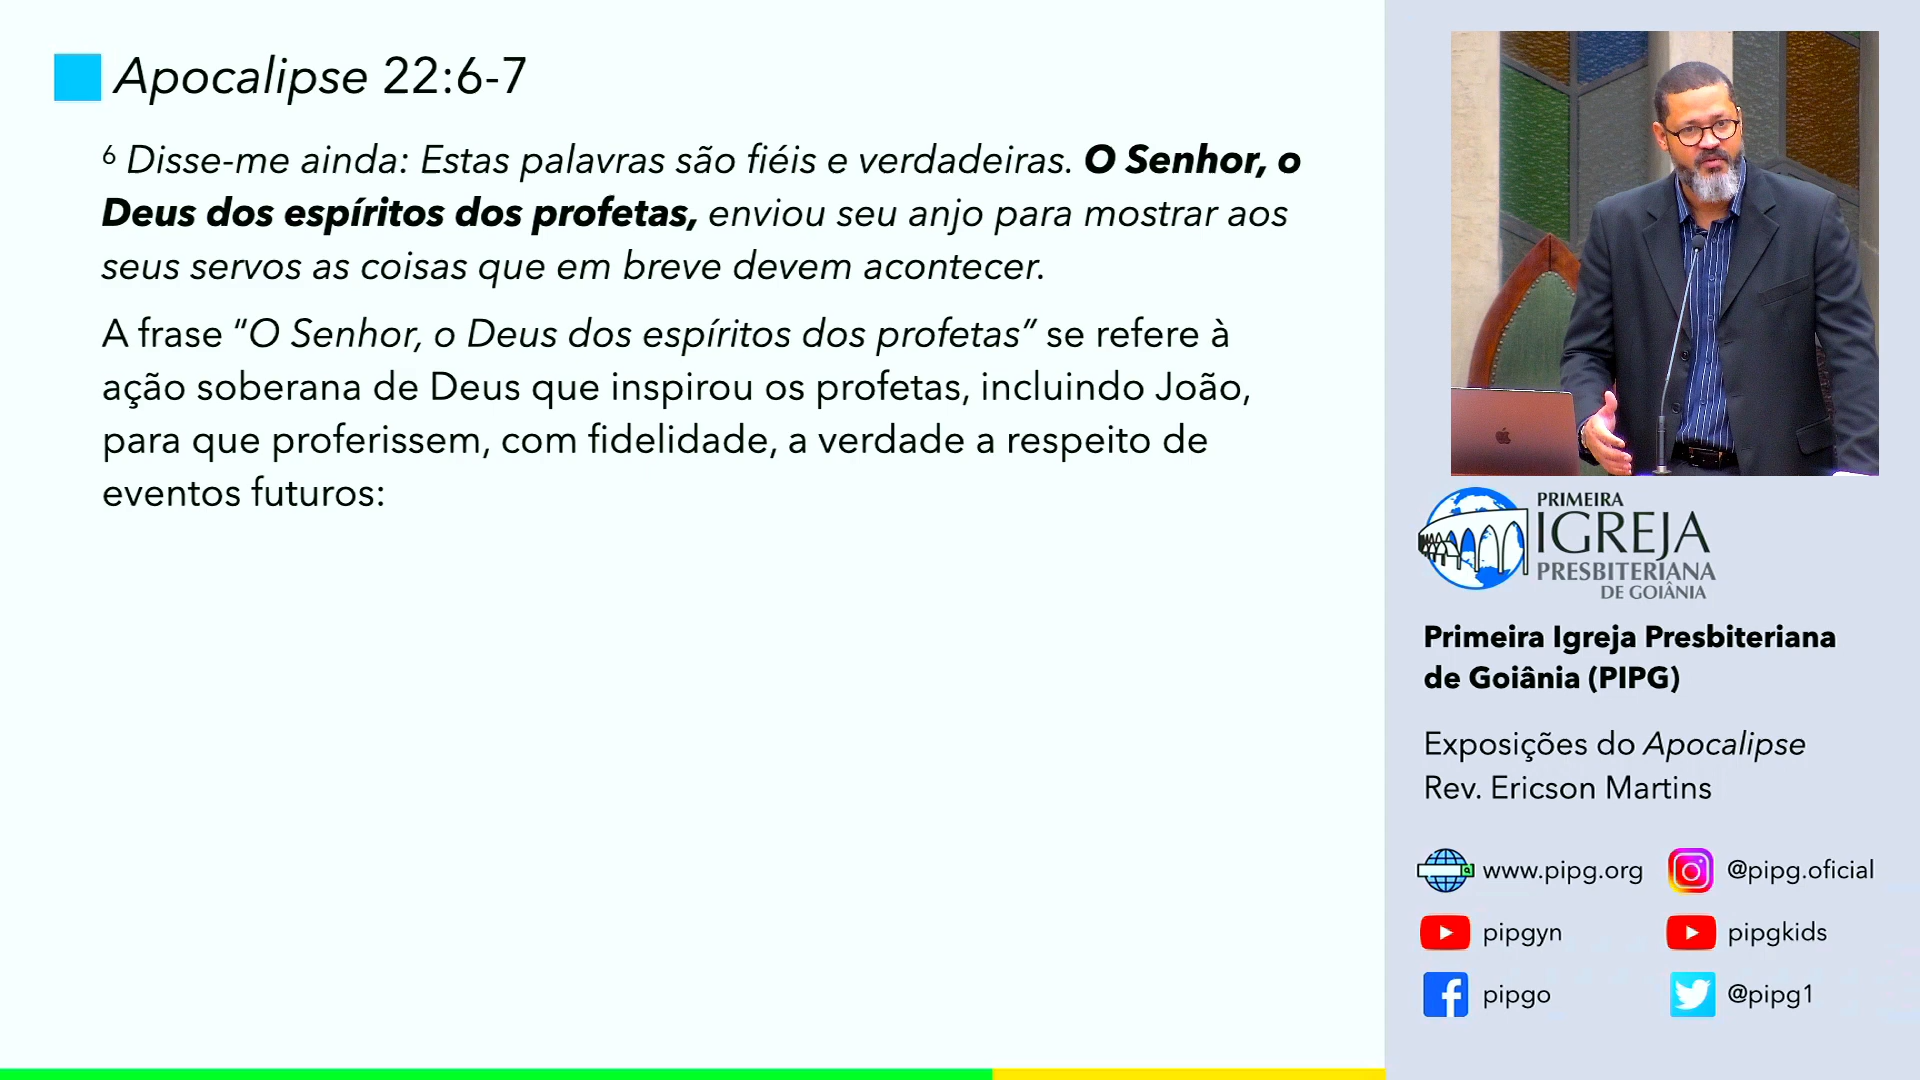 Apocalipse 22:6-7
6 Disse-me ainda: Estas palavras são fiéis e verdadeiras. O Senhor, o
Deus dos espíritos dos profetas, enviou seu anjo para mostrar aos
seus servos as coisas que em breve devem acontecer.
A frase “O Senhor, o Deus dos espíritos dos profetas” se refere à
ação soberana de Deus que inspirou os profetas, incluindo João,
para que proferissem, com fidelidade, a verdade a respeito de
eventos futuros:
PRIMEIRA
IGREJA
PRESBITERIANA
DE GOIÂNIA
Primeira Igreja Presbiteriana
de Goiânia (PIPG)
Exposições do Apocalipse
Rev. Ericson Martins
www.pipg.org
@pipg.oficial
pipgyn
pipgkids
pipgo
@pipg1